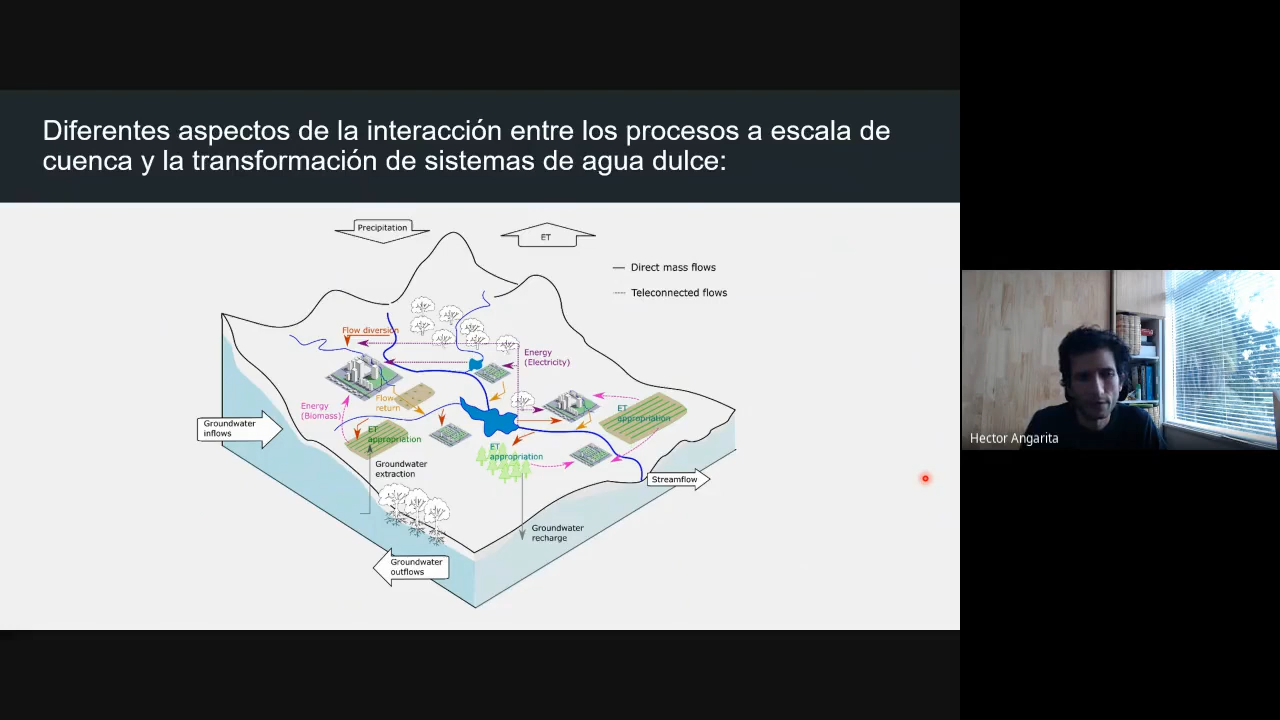 Diferentes aspectos de la interacción entre los procesos a escala de
cuenca y la transformación de sistemas de agua dulce:
Precipitation
ET
Direct mass flows
Teleconnected flows
Flow diversion
Energy
(Electricity)
Energy
(Biomass)
Flow
return
ET
appropriation
ET
appropriation
ET
appropriation
Groundwater
inflows
Groundwater
extraction
Streamflow
Groundwater
recharge
Groundwater
outflows
Hector Angarita